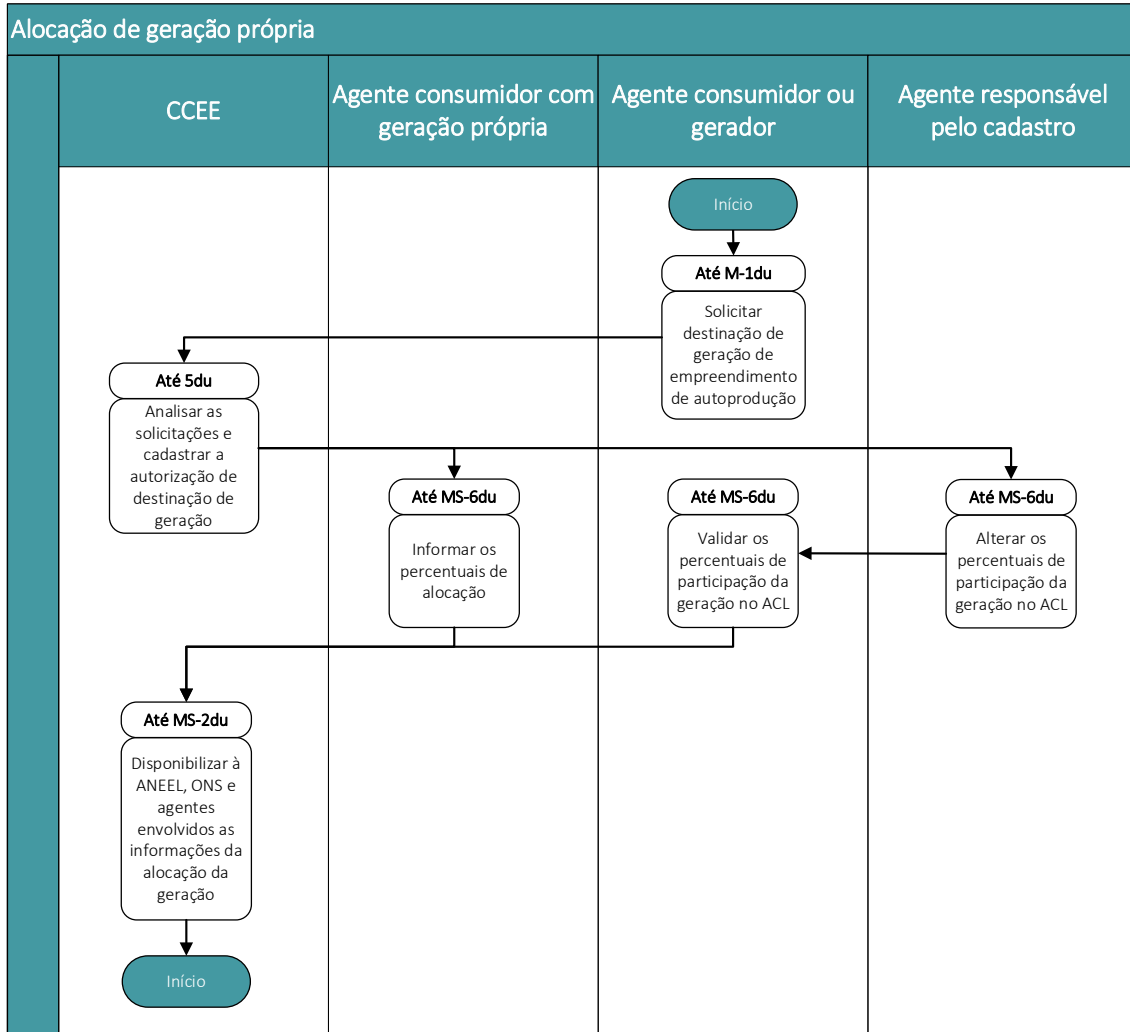 Alocação de geração própria
CCEE
Agente consumidor com
geração própria
Agente consumidor ou
gerador
Agente responsável
pelo cadastro
Início
Até M-1du
Solicitar
destinação de
geração de
empreendimento
de autoprodução
Até 5du
Analisar as
solicitações e
cadastrar a
autorização de
destinação de
geração
Até MS-6du
Informar os
percentuais de
alocação
Até MS-6du
Validar os
percentuais de
participação da
geração no ACL
Até MS-6du
Alterar os
percentuais de
participação da
geração no ACL
Até MS-2du
Disponibilizar à
ANEEL, ONS e
agentes
envolvidos as
informações da
alocação da
geração
Início